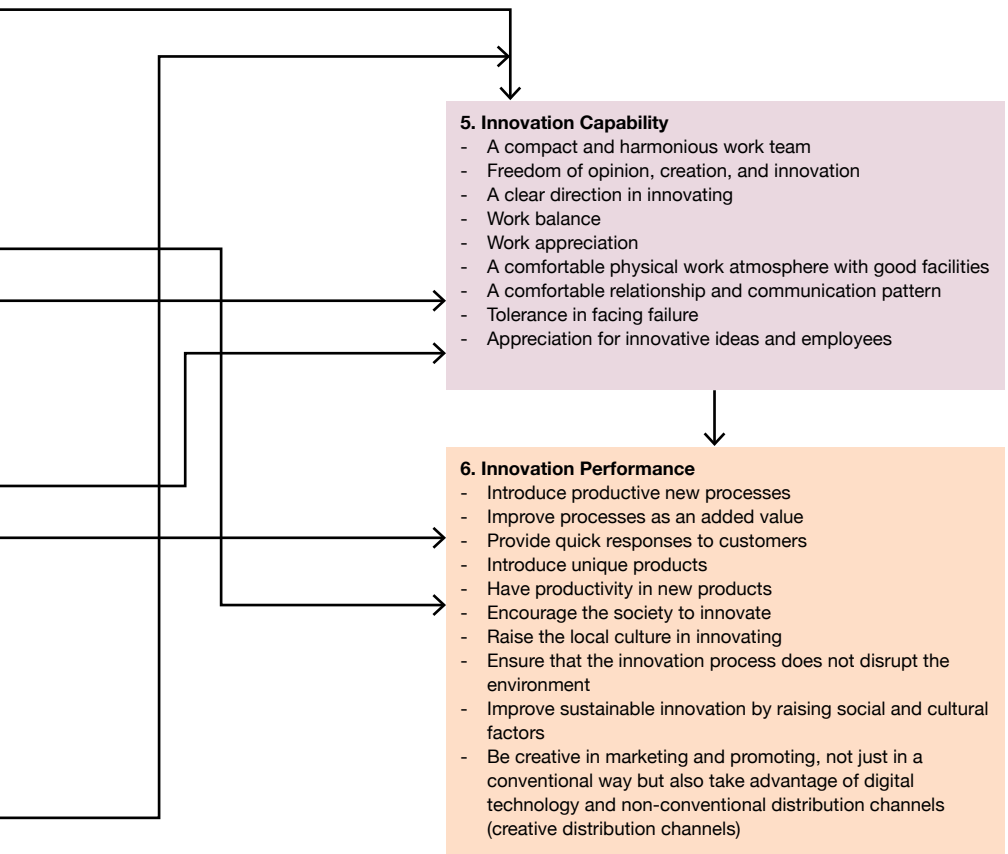 5. Innovation Capability
- A compact and harmonious work team
- Freedom of opinion, creation, and innovation
- A clear direction in innovating
- Work balance
- Work appreciation
- A comfortable physical work atmosphere with good facilities
- A comfortable relationship and communication pattern
- Tolerance in facing failure
- Appreciation for innovative ideas and employees
6. Innovation Performance
- Introduce productive new processes
- Improve processes as an added value
- Provide quick responses to customers
- Introduce unique products
- Have productivity in new products
- Encourage the society to innovate
- Raise the local culture in innovating
- Ensure that the innovation process does not disrupt the
environment
- Improve sustainable innovation by raising social and cultural
factors
- Be creative in marketing and promoting, not just in a
conventional way but also take advantage of digital
technology and non-conventional distribution channels
(creative distribution channels)